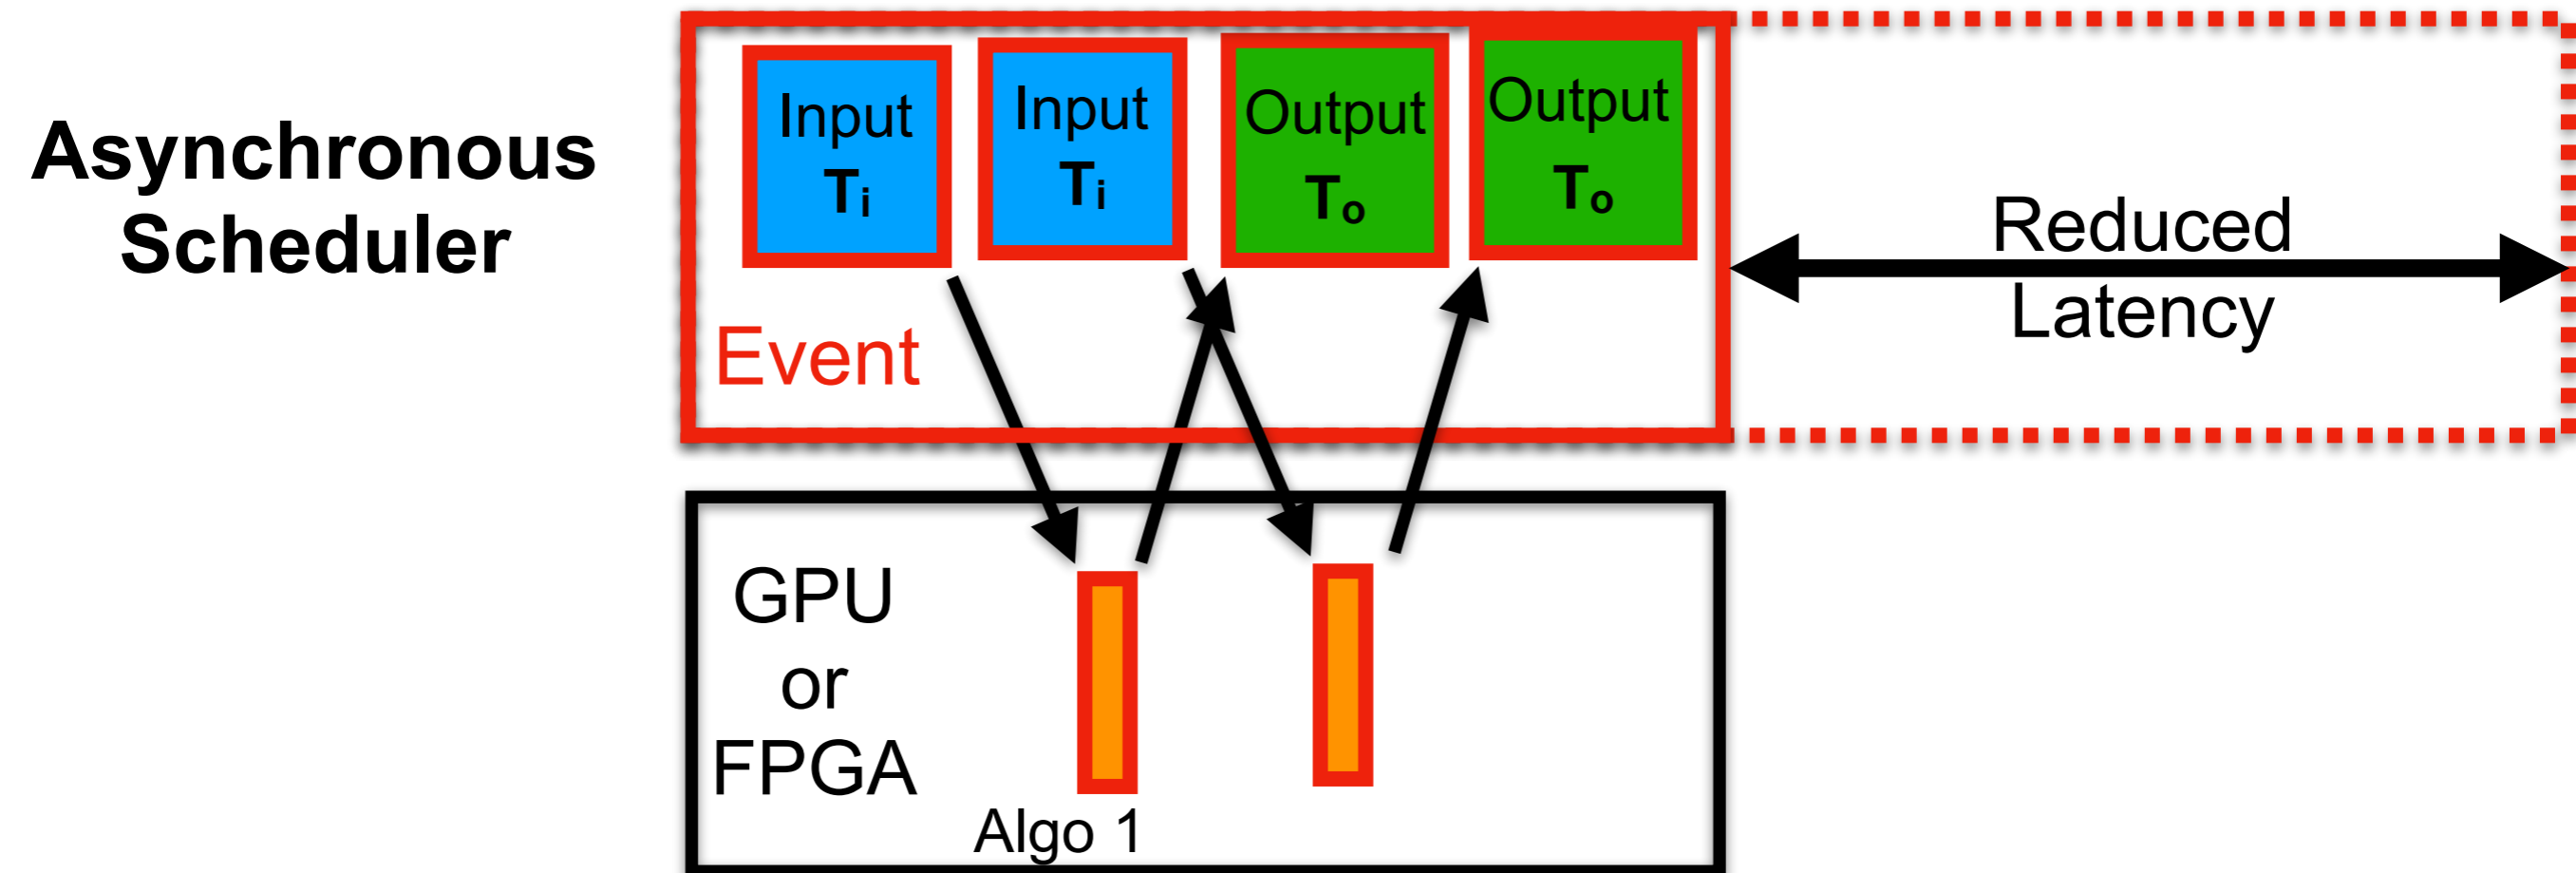 Asynchronous
Scheduler
Input
Tᵢ
Input
Tᵢ
Output
Tₒ
Output
Tₒ
Event
Reduced
Latency
GPU
or
FPGA
Algo 1